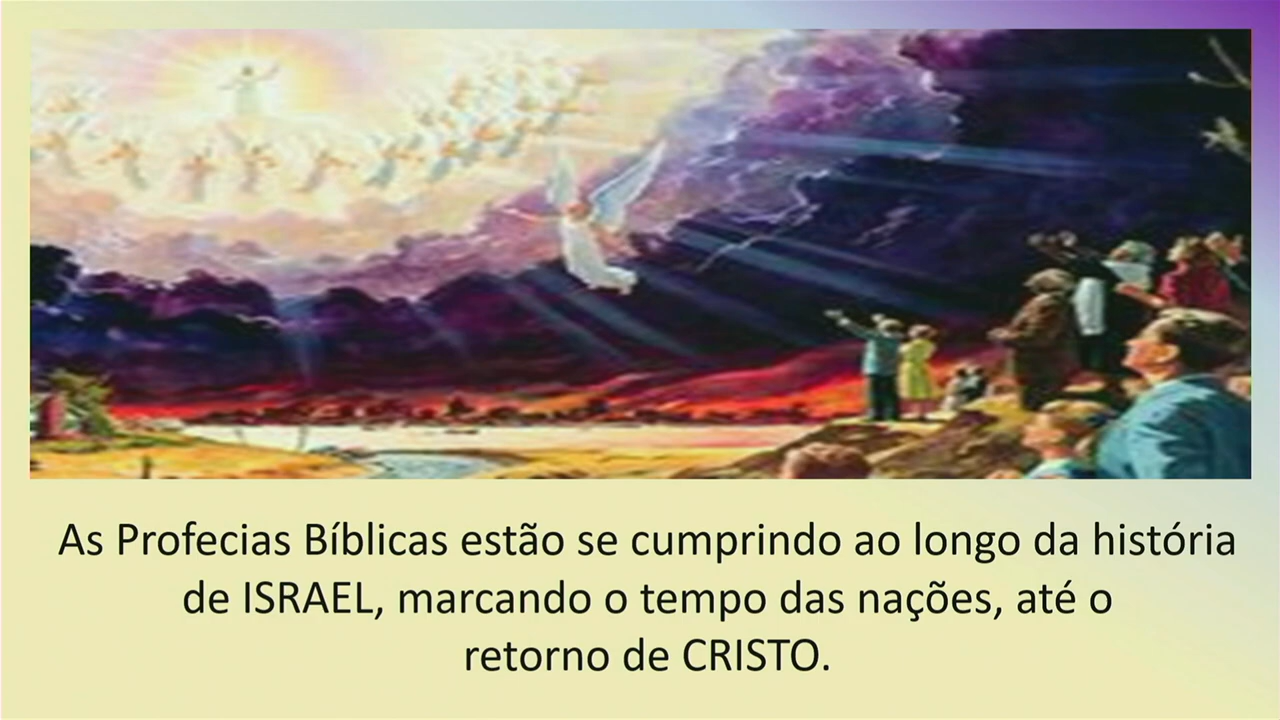 As Profecias Bíblicas estão se cumprindo ao longo da história
de ISRAEL, marcando o tempo das nações, até o
retorno de CRISTO.